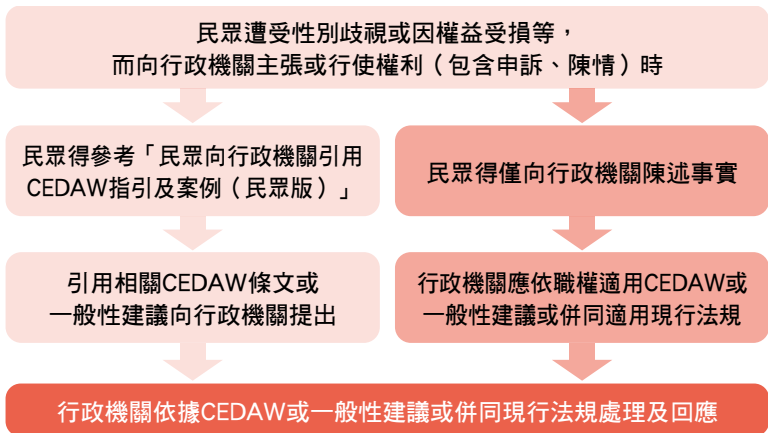 民眾遭受性別歧視或因權益受損等，
而向行政機關主張或行使權利（包含申訴、陳情）時
民眾得參考「民眾向行政機關引用
CEDAW指引及案例（民眾版）」
民眾得僅向行政機關陳述事實
引用相關CEDAW條文或
一般性建議向行政機關提出
行政機關應依職權適用CEDAW或
一般性建議或併同適用現行法規
行政機關依據CEDAW或一般性建議或併同現行法規處理及回應